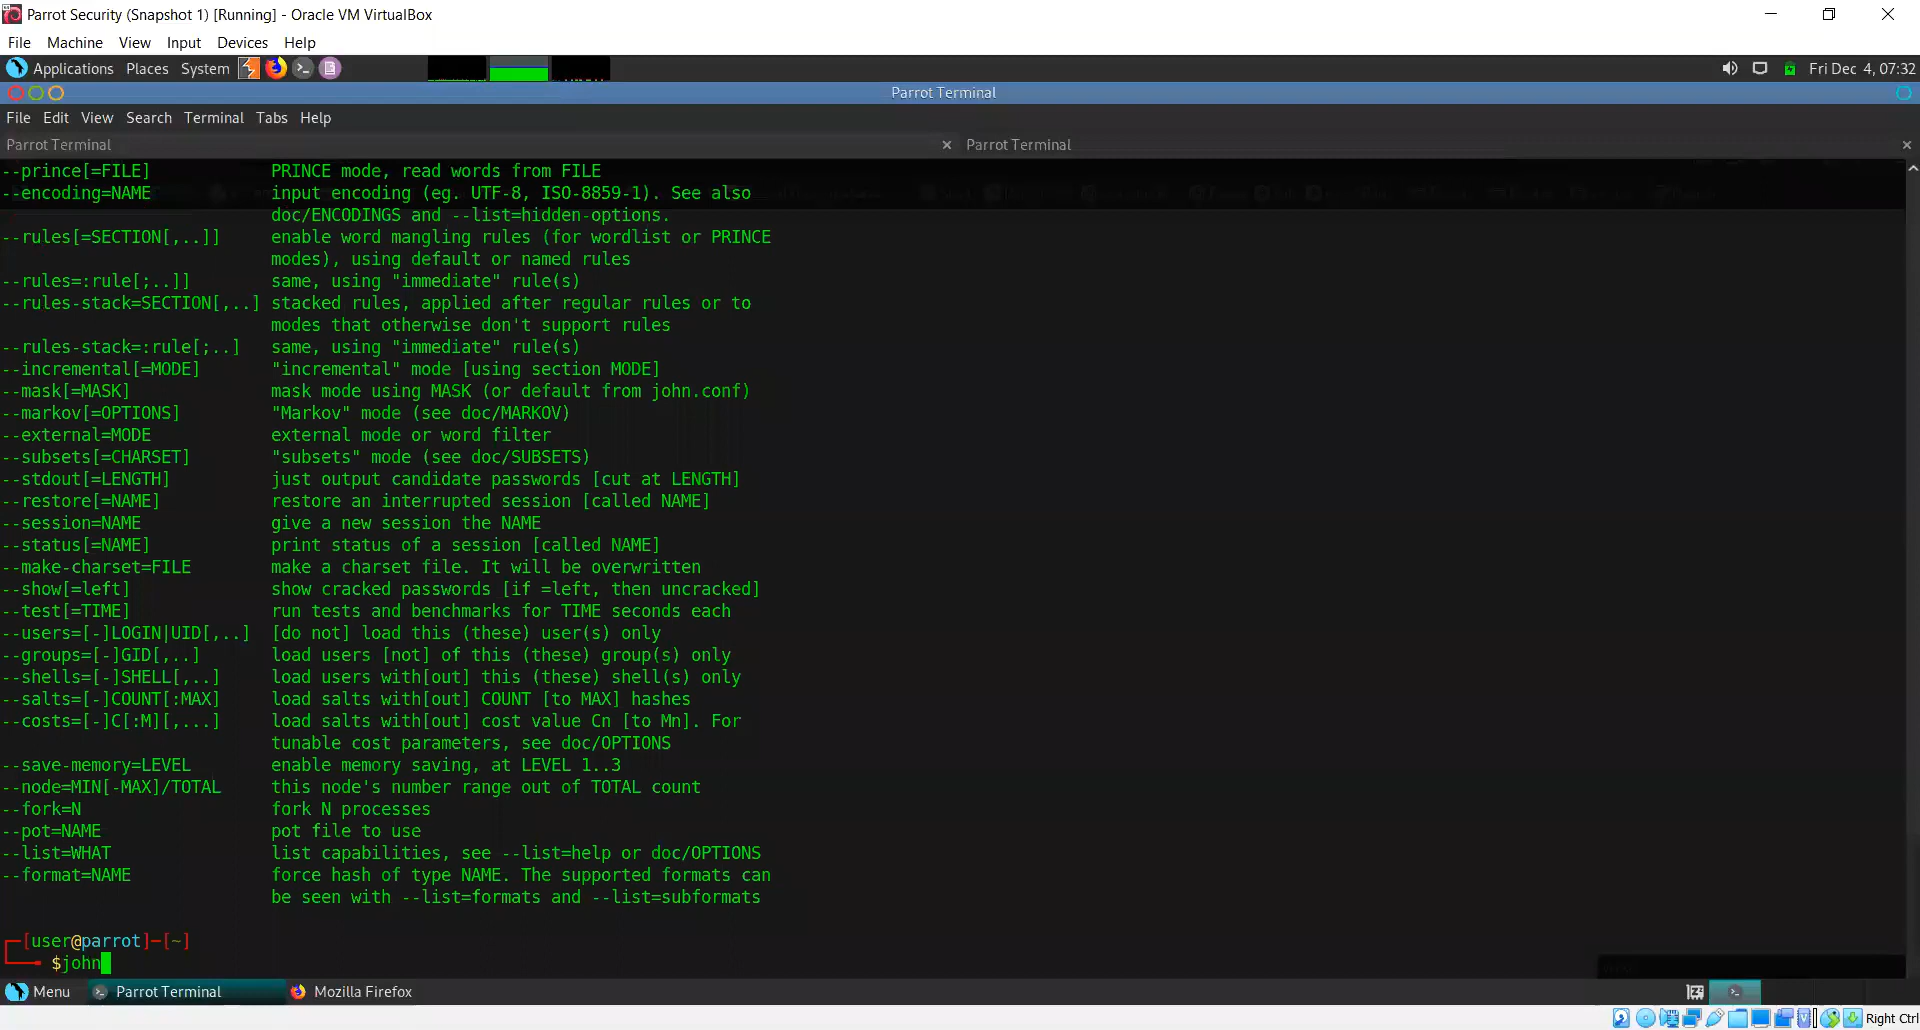 Parrot Security (Snapshot 1) [Running] - Oracle VM VirtualBox
File Machine View Input Devices Help
Applications Places System Fri Dec 4, 07:32
Parrot Terminal
File Edit View Search Terminal Tabs Help
Parrot Terminal Parrot Terminal
--prince[=FILE] PRINCE mode, read words from FILE
--encoding=NAME input encoding (eg. UTF-8, ISO-8859-1). See also
doc/ENCODINGS and --list=hidden-options.
--rules[=SECTION[,..]] enable word mangling rules (for wordlist or PRINCE
modes), using default or named rules
--rules=:rule[;..]] same, using "immediate" rule(s)
--rules-stack=SECTION[,..] stacked rules, applied after regular rules or to
modes that otherwise don't support rules
--rules-stack=:rule[;..] same, using "immediate" rule(s)
--incremental[=MODE] "incremental" mode [using section MODE]
--mask[=MASK] mask mode using MASK (or default from john.conf)
--markov[=OPTIONS] "Markov" mode (see doc/MARKOV)
--external=MODE external mode or word filter
--subsets[=CHARSET] "subsets" mode (see doc/SUBSETS)
--stdout[=LENGTH] just output candidate passwords [cut at LENGTH]
--restore[=NAME] restore an interrupted session [called NAME]
--session=NAME give a new session the NAME
--status[=NAME] print status of a session [called NAME]
--make-charset=FILE make a charset file. It will be overwritten
--show[=left] show cracked passwords [if =left, then uncracked]
--test[=TIME] run tests and benchmarks for TIME seconds each
--users=[-]LOGIN|UID[,..] [do not] load this (these) user(s) only
--groups=[-]GID[,..] load users [not] of this (these) group(s) only
--shells=[-]SHELL[,..] load users with[out] this (these) shell(s) only
--salts=[-]COUNT[:MAX] load salts with[out] COUNT [to MAX] hashes
--costs=[-]C[:M][,...] load salts with[out] cost value Cn [to Mn]. For
tunable cost parameters, see doc/OPTIONS
--save-memory=LEVEL enable memory saving, at LEVEL 1..3
--node=MIN[-MAX]/TOTAL this node's number range out of TOTAL count
--fork=N fork N processes
--pot=NAME pot file to use
--list=WHAT list capabilities, see --list=help or doc/OPTIONS
--format=NAME force hash of type NAME. The supported formats can
be seen with --list=formats and --list=subformats
[user@parrot]-[~]
$john
Menu Parrot Terminal Mozilla Firefox
Right Ctrl